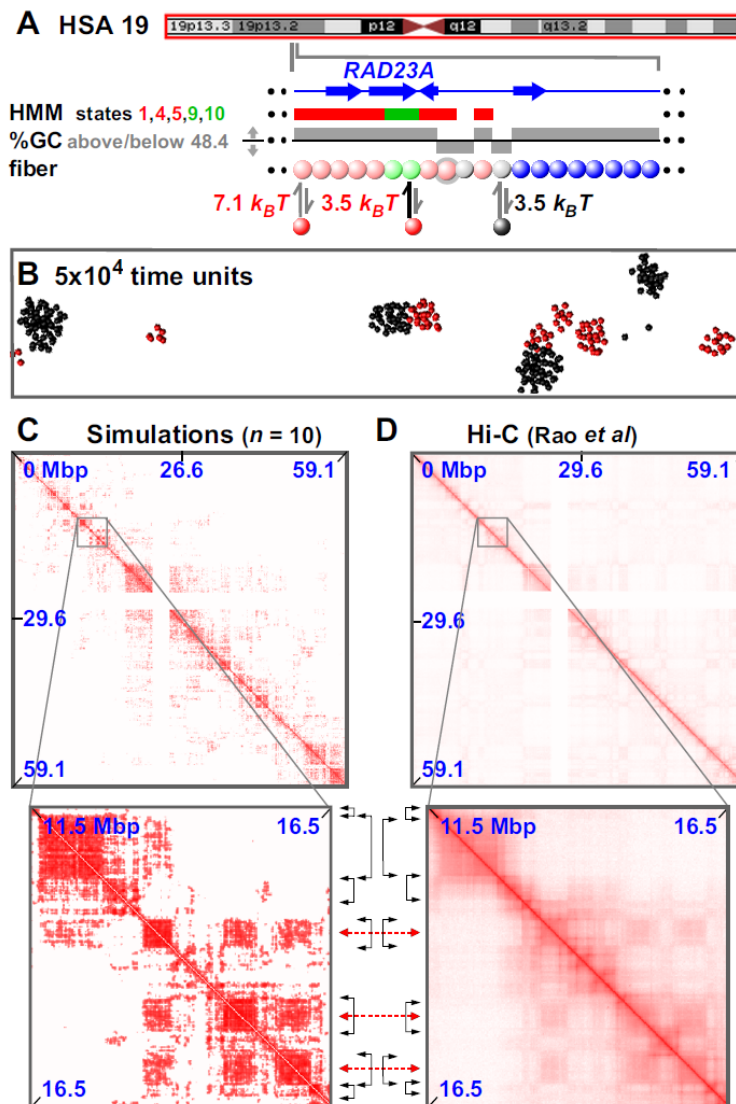 A HSA 19
19p13.3 19p13.2 p12 q12 q13.2
RAD23A
HMM states 1,4,5,9,10
%GC above/below 48.4
fiber
7.1 kBT 3.5 kBT 3.5 kBT
B 5x10⁴ time units
C Simulations (n = 10) D Hi-C (Rao et al)
0 Mbp 26.6 59.1 0 Mbp 29.6 59.1
29.6 29.6
59.1 59.1
11.5 Mbp 16.5 11.5 Mbp 16.5
16.5 16.5